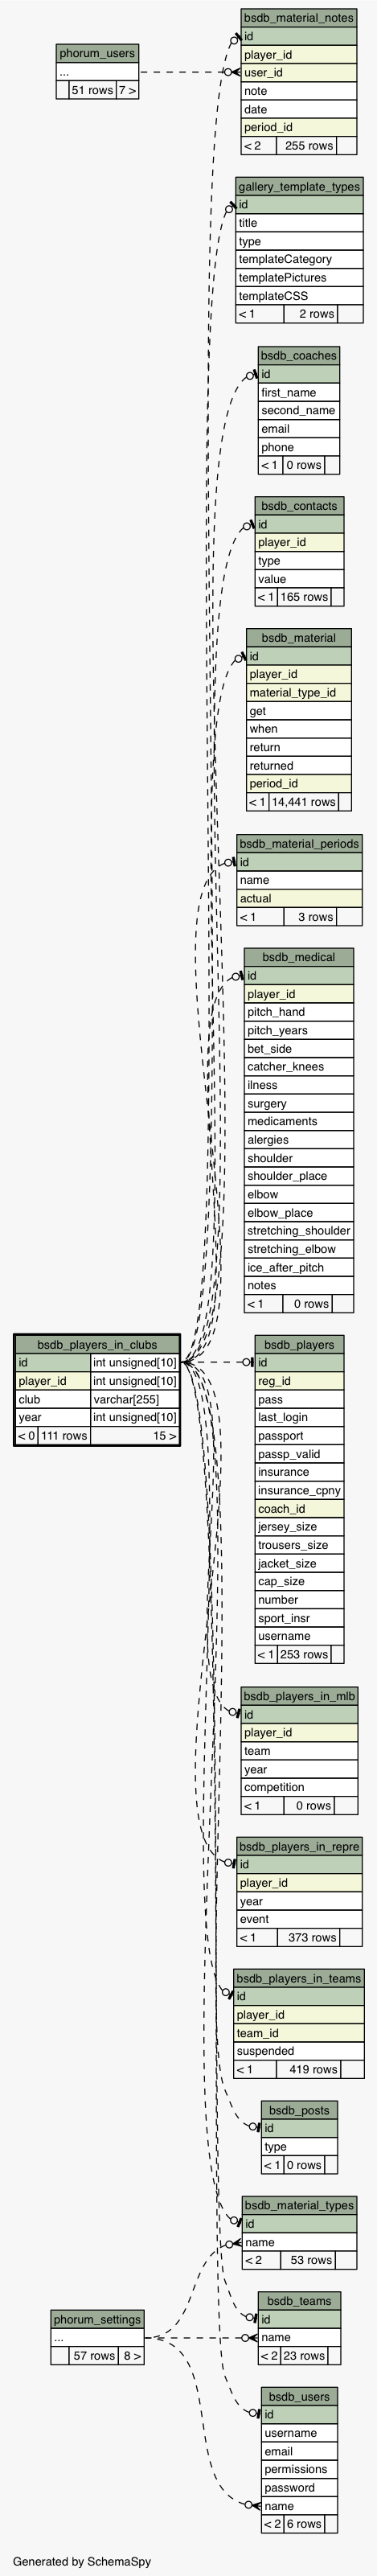 bsdb_material_notes
id
player_id
user_id
note
date
period_id
< 2 255 rows
phorum_users
...
51 rows 7 >
gallery_template_types
id
title
type
templateCategory
templatePictures
templateCSS
< 1 2 rows
bsdb_coaches
id
first_name
second_name
email
phone
< 1 0 rows
bsdb_contacts
id
player_id
type
value
< 1 165 rows
bsdb_material
id
player_id
material_type_id
get
when
return
returned
period_id
< 1 14,441 rows
bsdb_material_periods
id
name
actual
< 1 3 rows
bsdb_medical
id
player_id
pitch_hand
pitch_years
bet_side
catcher_knees
ilness
surgery
medicaments
alergies
shoulder
shoulder_place
elbow
elbow_place
stretching_shoulder
stretching_elbow
ice_after_pitch
notes
< 1 0 rows
bsdb_players_in_clubs
id int unsigned[10]
player_id int unsigned[10]
club varchar[255]
year int unsigned[10]
< 0 111 rows 15 >
bsdb_players
id
reg_id
pass
last_login
passport
passp_valid
insurance
insurance_cpny
coach_id
jersey_size
trousers_size
jacket_size
cap_size
number
sport_insr
username
< 1 253 rows
bsdb_players_in_mlb
id
player_id
team
year
competition
< 1 0 rows
bsdb_players_in_repre
id
player_id
year
event
< 1 373 rows
bsdb_players_in_teams
id
player_id
team_id
suspended
< 1 419 rows
bsdb_posts
id
type
< 1 0 rows
bsdb_material_types
id
name
< 2 53 rows
phorum_settings
...
57 rows 8 >
bsdb_teams
id
name
< 2 23 rows
bsdb_users
id
username
email
permissions
password
name
< 2 6 rows
Generated by SchemaSpy